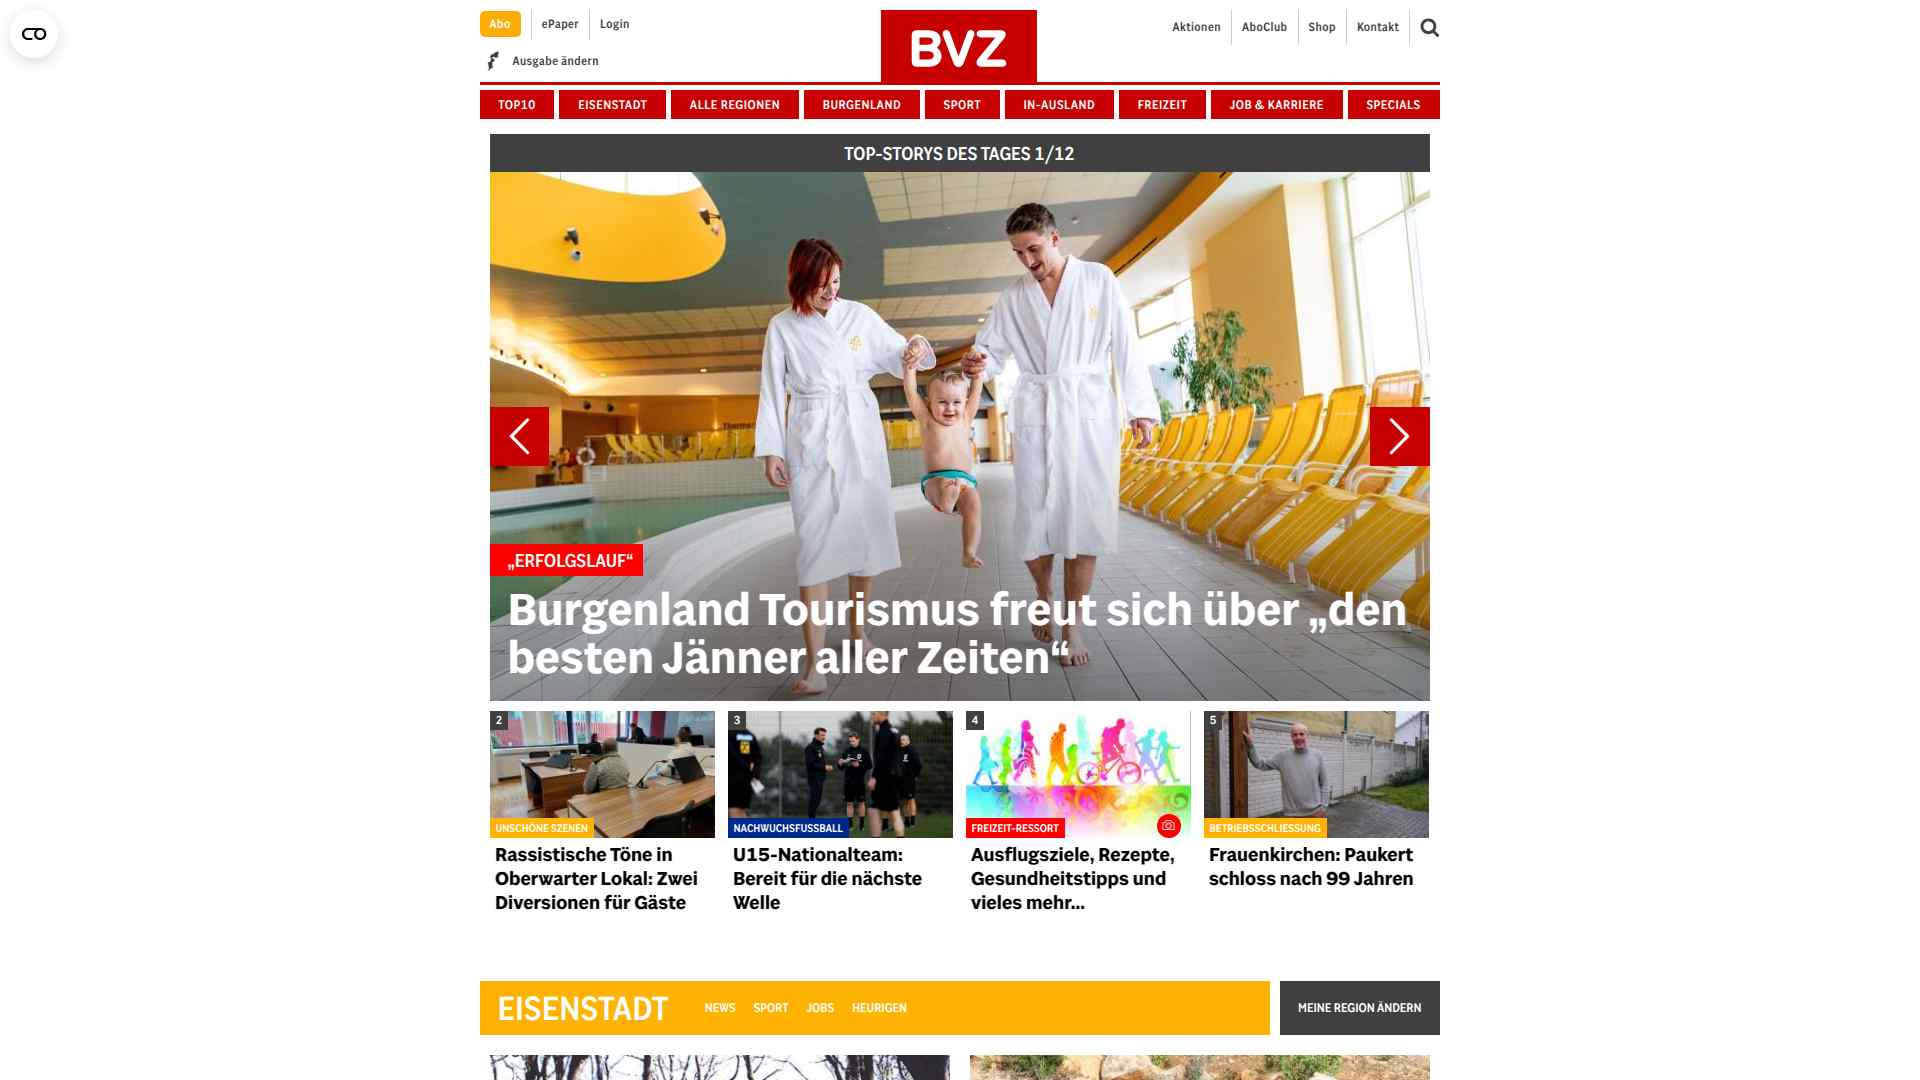 Abo
ePaper
Login
Ausgabe ändern
BVZ
Aktionen
AboClub
Shop
Kontakt
TOP10
EISENSTADT
ALLE REGIONEN
BURGENLAND
SPORT
IN-AUSLAND
FREIZEIT
JOB & KARRIERE
SPECIALS
TOP-STORYS DES TAGES 1/12
„ERFOLGSLAUF“
Burgenland Tourismus freut sich über „den
besten Jänner aller Zeiten“
2
UNSCHÖNE SZENEN
Rassistische Töne in
Oberwarter Lokal: Zwei
Diversionen für Gäste
3
NACHWUCHSFUSSBALL
U15-Nationalteam:
Bereit für die nächste
Welle
4
FREIZEIT-RESSORT
Ausflugsziele, Rezepte,
Gesundheitstipps und
vieles mehr...
5
BETRIEBSSCHLIESSUNG
Frauenkirchen: Paukert
schloss nach 99 Jahren
EISENSTADT
NEWS
SPORT
JOBS
HEURIGEN
MEINE REGION ÄNDERN